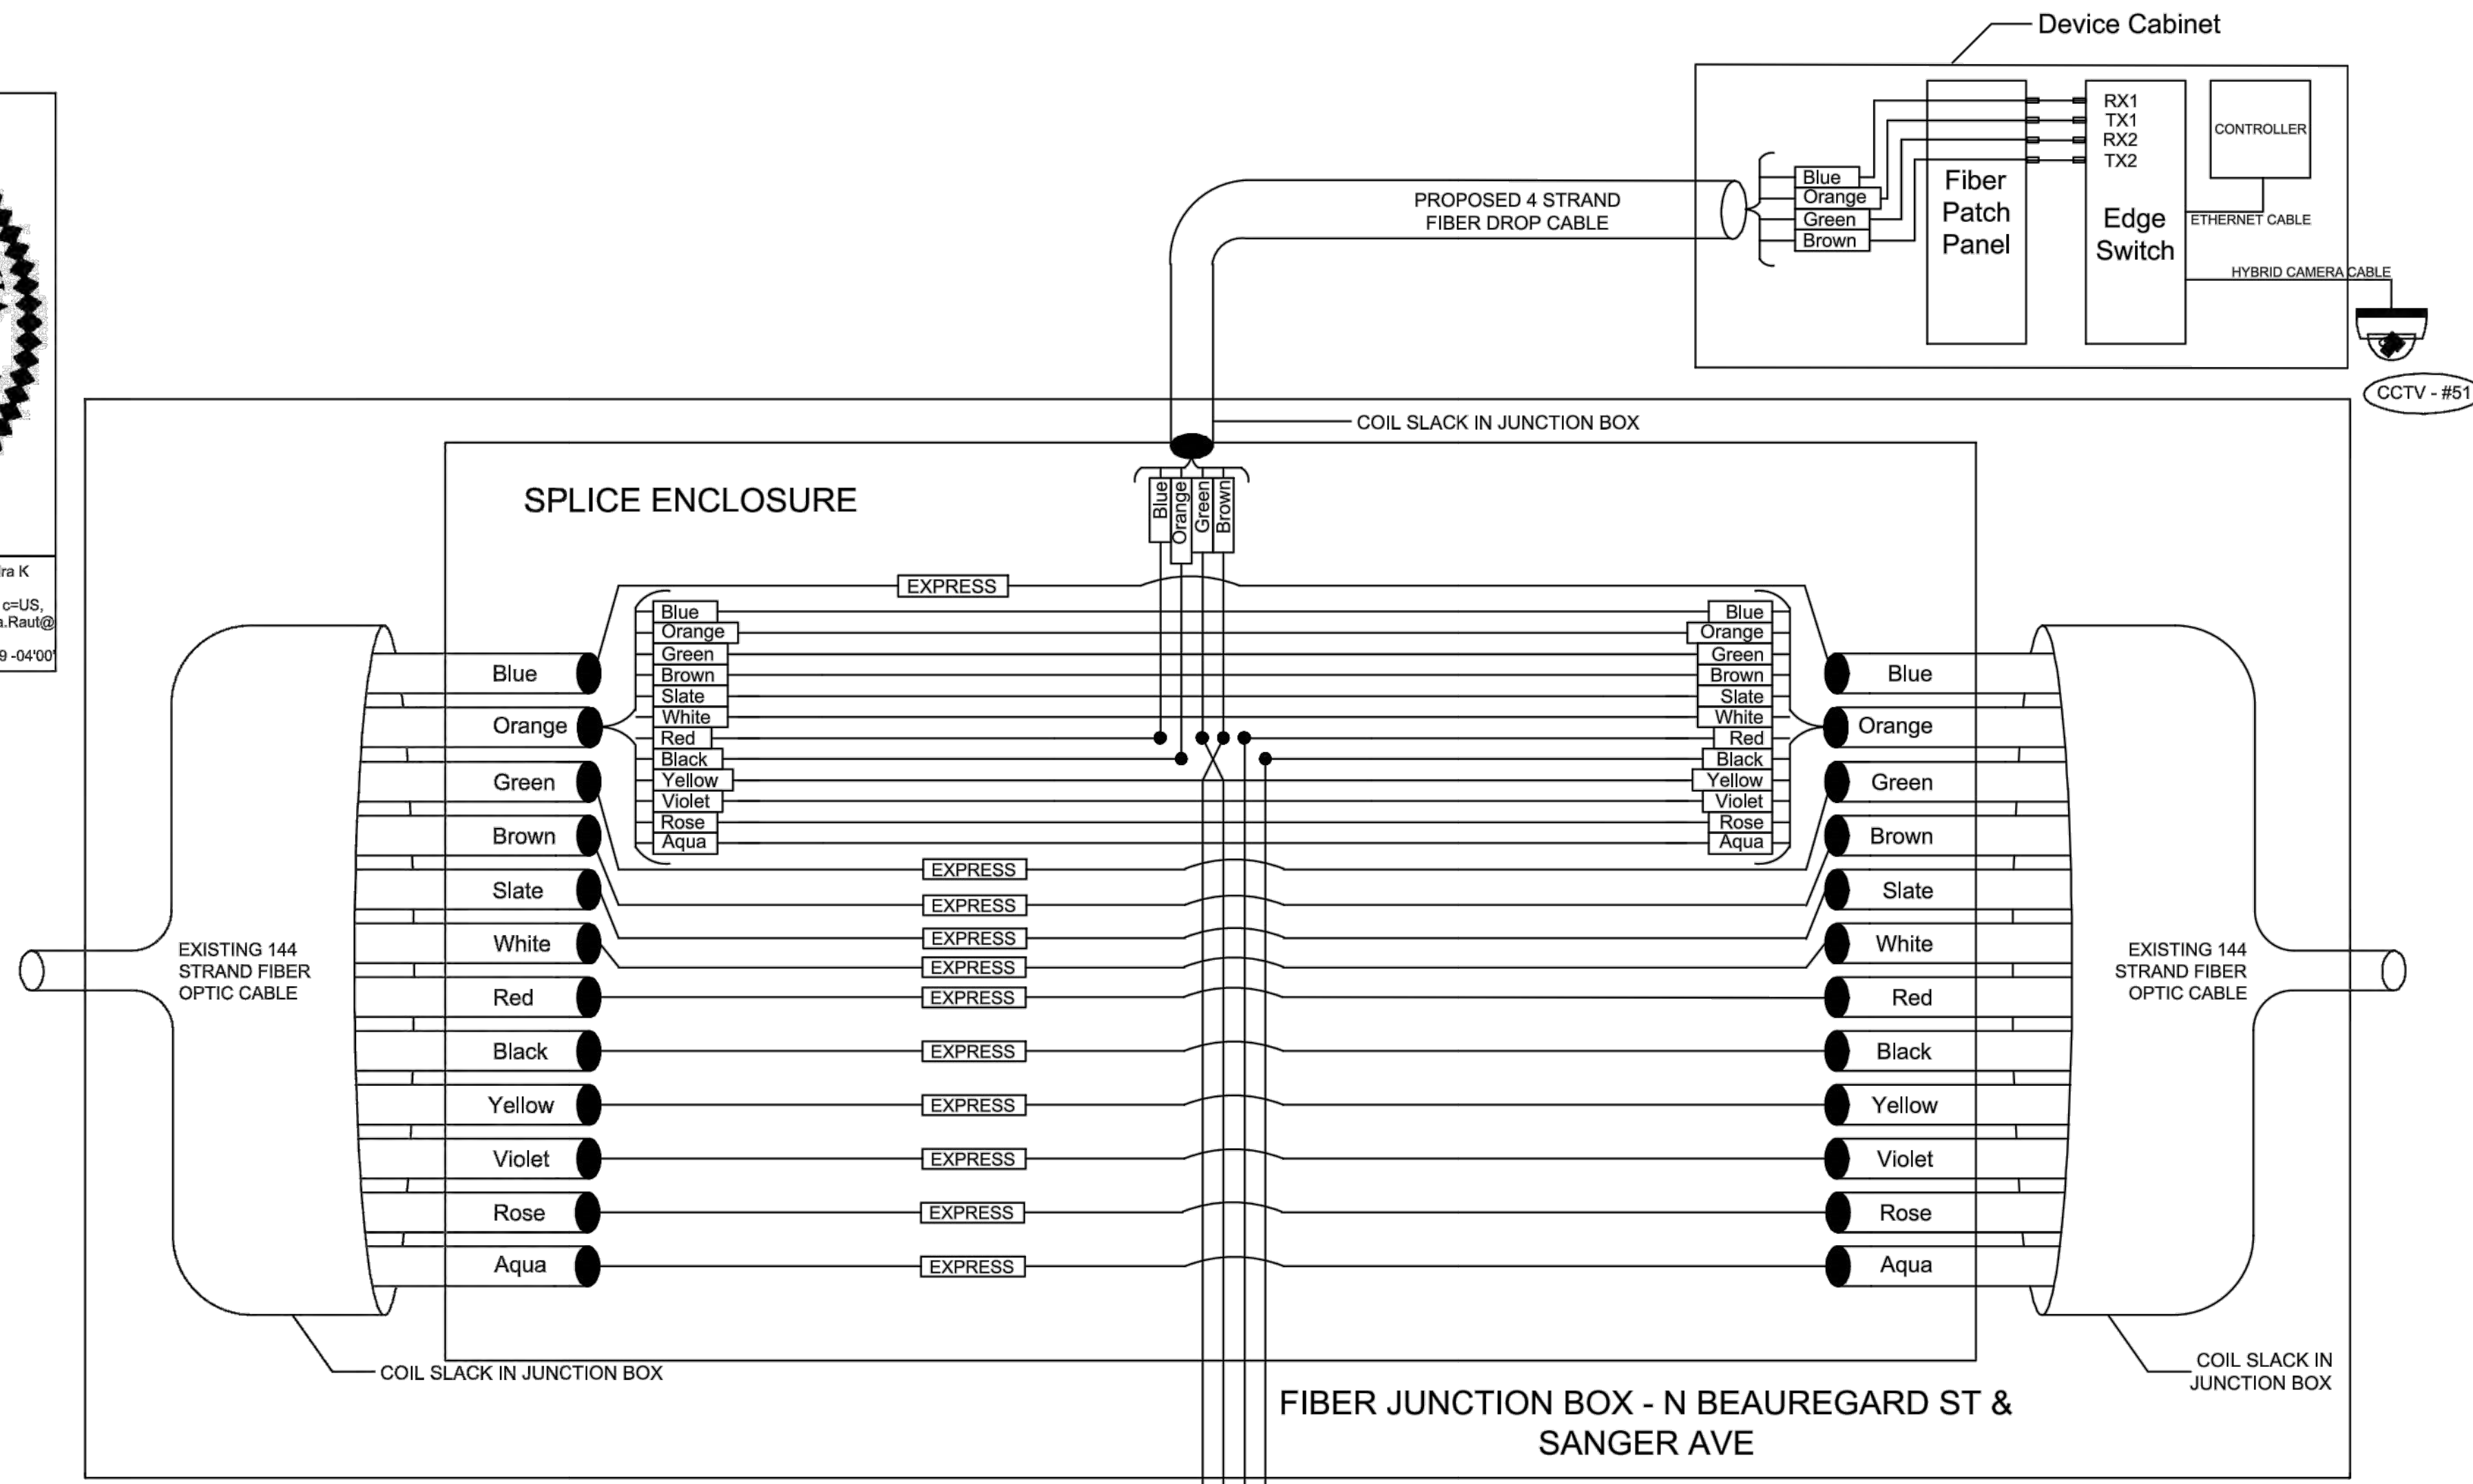 Device Cabinet
RX1
TX1
RX2
TX2
CONTROLLER
Blue
Orange
Green
Brown
Fiber
Patch
Panel
Edge
Switch
ETHERNET CABLE
HYBRID CAMERA CABLE
CCTV - #51
PROPOSED 4 STRAND
FIBER DROP CABLE
COIL SLACK IN JUNCTION BOX
SPLICE ENCLOSURE
Blue
Orange
Green
Brown
ra K
c=US,
a.Raut@
9 -04'00'
EXPRESS
Blue
Orange
Green
Brown
Slate
White
Red
Black
Yellow
Violet
Rose
Aqua
Blue
Orange
Green
Brown
Slate
White
Red
Black
Yellow
Violet
Rose
Aqua
Blue
Orange
Green
Brown
Slate
White
Red
Black
Yellow
Violet
Rose
Aqua
EXPRESS
EXPRESS
EXPRESS
EXPRESS
EXPRESS
EXPRESS
EXPRESS
EXPRESS
EXPRESS
EXPRESS
Blue
Orange
Green
Brown
Slate
White
Red
Black
Yellow
Violet
Rose
Aqua
EXISTING 144
STRAND FIBER
OPTIC CABLE
EXISTING 144
STRAND FIBER
OPTIC CABLE
COIL SLACK IN JUNCTION BOX
COIL SLACK IN
JUNCTION BOX
FIBER JUNCTION BOX - N BEAUREGARD ST &
SANGER AVE